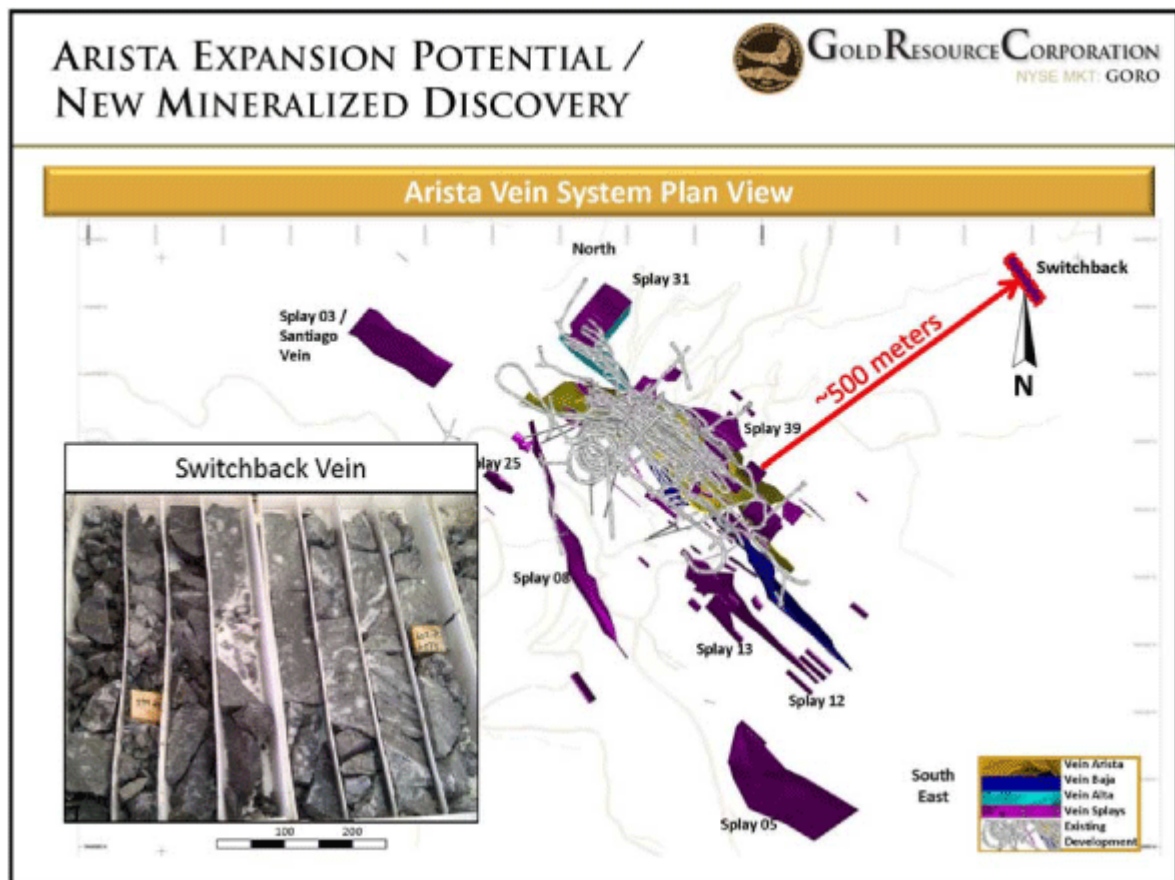 ARISTA EXPANSION POTENTIAL /
NEW MINERALIZED DISCOVERY
GOLD RESOURCE CORPORATION
NYSE MKT: GORO
Arista Vein System Plan View
North
Splay 31
Switchback
Splay 03 /
Santiago
Vein
N
~500 meters
Splay 39
Switchback Vein
play 25
Splay 08
Splay 13
Splay 12
South
East
Splay 05
Vein Arista
Vein Baja
Vein Alta
Vein Splays
Existing
Development
100 200